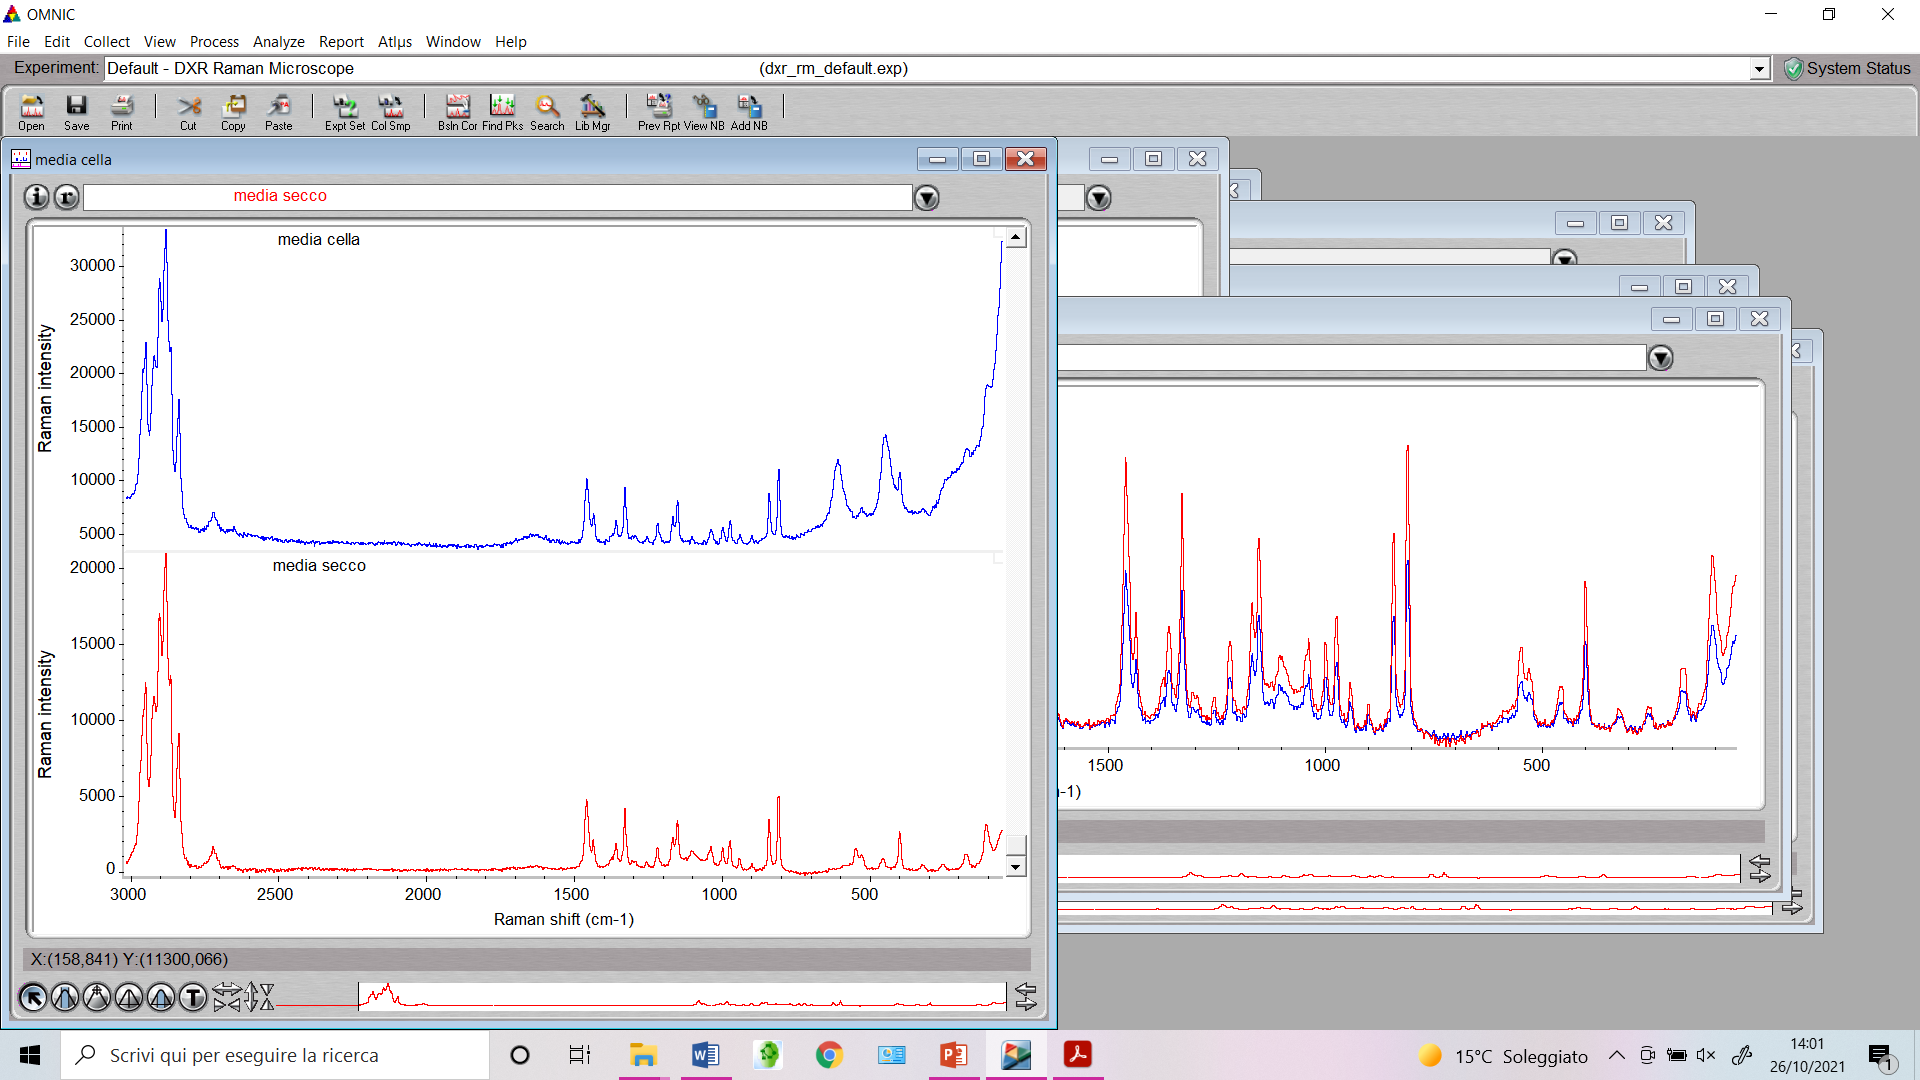 OMNIC
File Edit Collect View Process Analyze Report Atlµs Window Help
Experiment: Default - DXR Raman Microscope (dxr_rm_default.exp) System Status
Open Save Print Cut Copy Paste Expt Set Col Smp Bsln Cor Find Pks Search Lib Mgr Prev Rpt View NB Add NB
media cella
media secco
media cella
30000
25000
20000
15000
10000
5000
Raman intensity
media secco
20000
15000
10000
5000
0
Raman intensity
3000 2500 2000 1500 1000 500
Raman shift (cm-1)
1500 1000 500
-1)
X:(158,841) Y:(11300,066)
T
Scrivi qui per eseguire la ricerca
15°C Soleggiato
14:01
26/10/2021
1